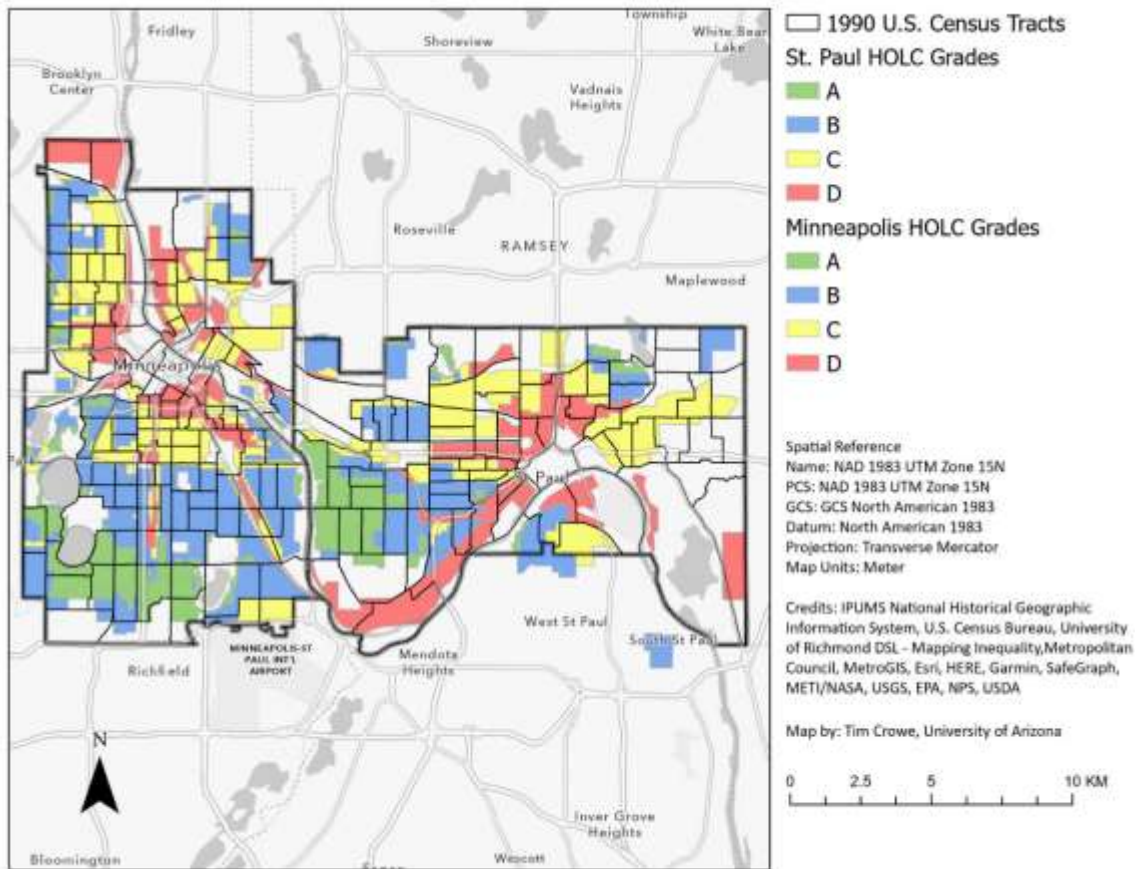 Fridley
Township
Shoreview
White Bear
Lake
Brooklyn
Center
Vadnais
Heights
Roseville
RAMSEY
Maplewood
Minneapolis
Paul
West St Paul
South St Paul
MINNEAPOLIS-ST
PAUL INT'L
AIRPORT
Mendota
Heights
Richfield
N
Inver Grove
Heights
Bloomington
Eagan
1990 U.S. Census Tracts
St. Paul HOLC Grades
A
B
C
D
Minneapolis HOLC Grades
A
B
C
D
Spatial Reference
Name: NAD 1983 UTM Zone 15N
PCS: NAD 1983 UTM Zone 15N
GCS: GCS North American 1983
Datum: North American 1983
Projection: Transverse Mercator
Map Units: Meter
Credits: IPUMS National Historical Geographic
Information System, U.S. Census Bureau, University
of Richmond DSL - Mapping Inequality,Metropolitan
Council, MetroGIS, Esri, HERE, Garmin, SafeGraph,
METI/NASA, USGS, EPA, NPS, USDA
Map by: Tim Crowe, University of Arizona
0 2.5 5 10 KM